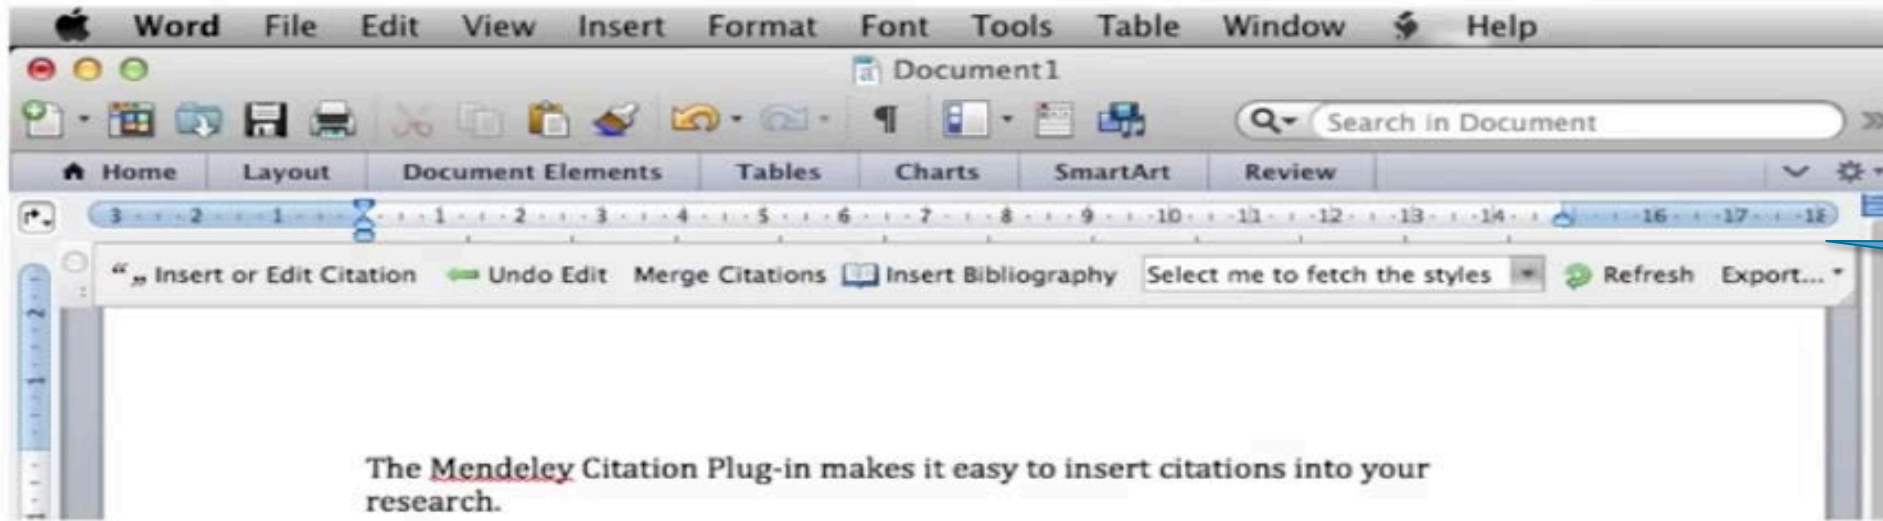 Word File Edit View Insert Format Font Tools Table Window Help
Document1
Search in Document
Home Layout Document Elements Tables Charts SmartArt Review
3 2 1 1 2 3 4 5 6 7 8 9 10 11 12 13 14 16 17 18
“„ Insert or Edit Citation Undo Edit Merge Citations Insert Bibliography Select me to fetch the styles Refresh Export...
2
1
The Mendeley Citation Plug-in makes it easy to insert citations into your
research.
1